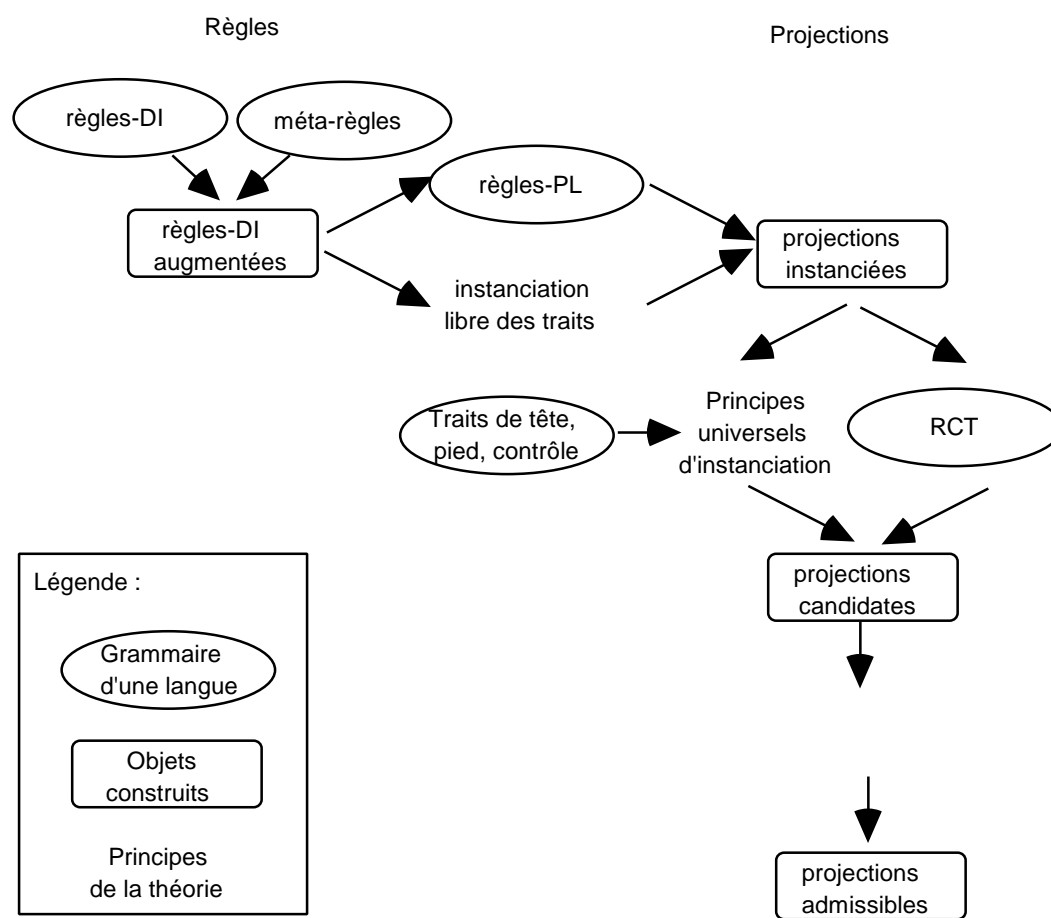 Règles
Projections
règles-DI
méta-règles
règles-PL
règles-DI
augmentées
projections
instanciées
instanciation
libre des traits
Traits de tête,
pied, contrôle
Principes
universels
d'instanciation
RCT
projections
candidates
Légende :
Grammaire
d'une langue
Objets
construits
Principes
de la théorie
projections
admissibles